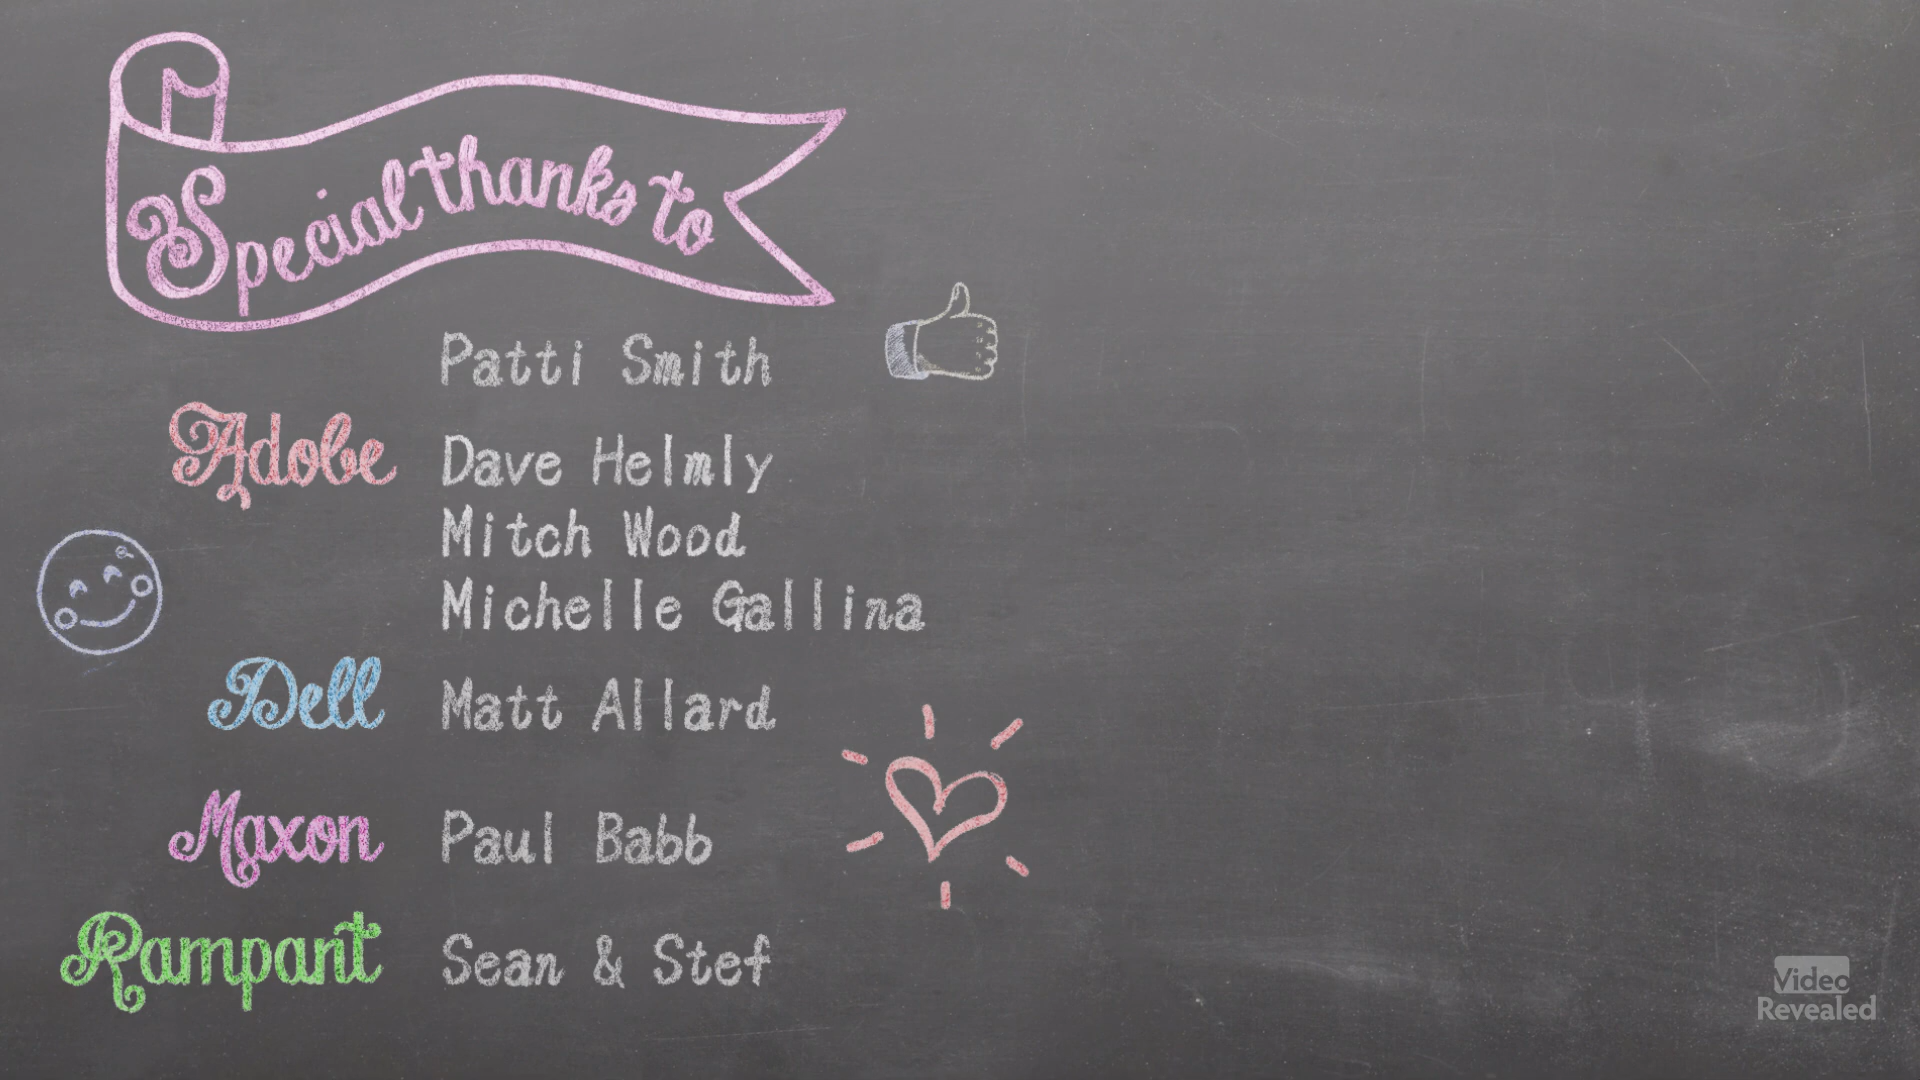 Special thanks to
Patti Smith
Adobe Dave Helmly
Mitch Wood
Michelle Gallina
Dell Matt Allard
Maxon Paul Babb
Rampant Sean & Stef
Video
Revealed